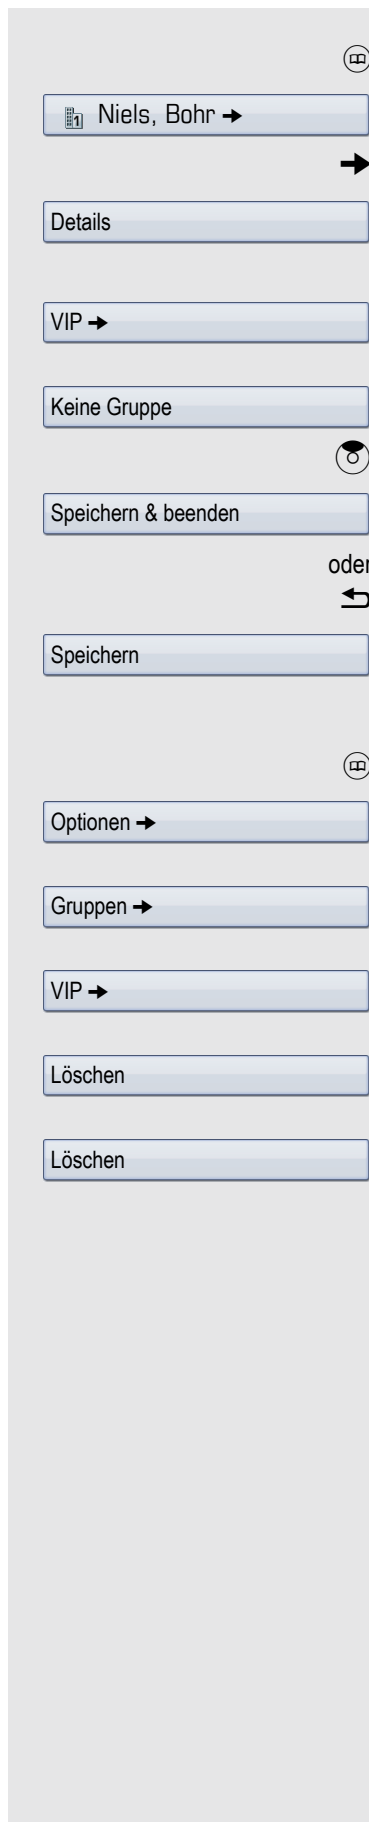 Niels, Bohr →
→
Details
VIP →
Keine Gruppe
Speichern & beenden
oder
Speichern
Optionen →
Gruppen →
VIP →
Löschen
Löschen